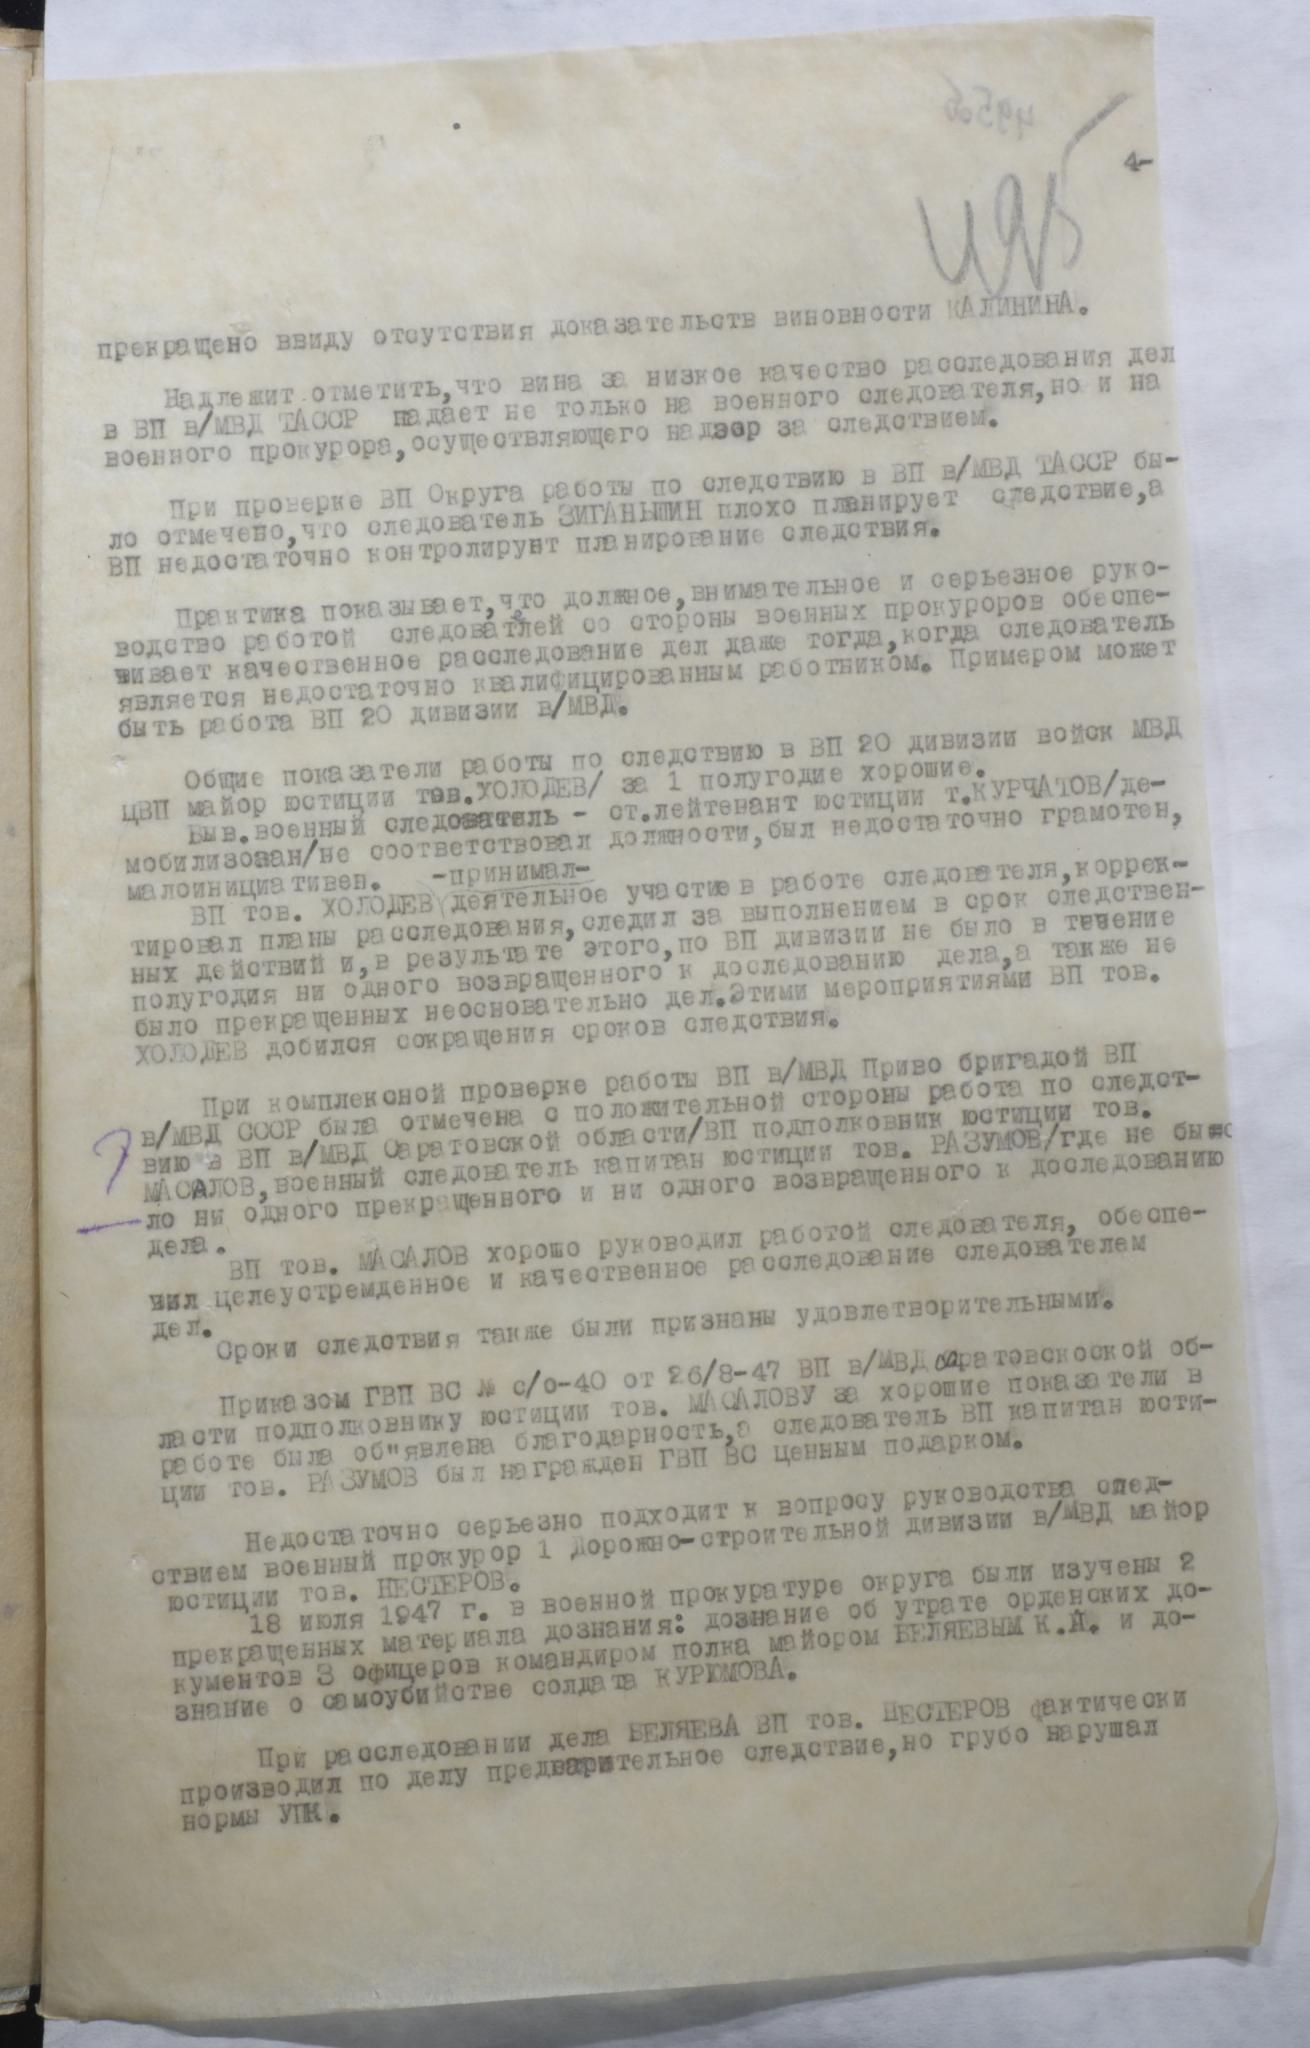 4-
495
прекращено ввиду отсутствия доказательств виновности КАЛИНИНА.
Надлежит отметить,что вина за низкое качество расследования дел
в ВП в/МВД ТАССР падает не только на военного следователя,но и на
военного прокурора,осуществляющего надзор за следствием.
При проверке ВП Округа работы по следствию в ВП в/МВД ТАССР бы-
ло отмечено,что следователь ЗИГАНЬШИН плохо планирует следствие,а
ВП недостаточно контролирует планирование следствия.
Практика показывает,что должное,внимательное и серьезное руко-
водство работой следователей со стороны военных прокуроров обеспе-
чивает качественное расследование дел даже тогда,когда следователь
является недостаточно квалифицированным работником. Примером может
быть работа ВП 20 дивизии в/МВД.
Общие показатели работы по следствию в ВП 20 дивизии войск МВД
ЦВП майор юстиции тов.ХОЛОДЕВ/ за 1 полугодие хорошие.
Быв.военный следователь - ст.лейтенант юстиции т.КУРЧАТОВ/де-
мобилизован/не соответствовал должности,был недостаточно грамотен,
малоинициативен. -принимал-
ВП тов. ХОЛОДЕВ деятельное участие в работе следователя,коррек-
тировал планы расследования,следил за выполнением в срок следствен-
ных действий и,в результате этого,по ВП дивизии не было в течение
полугодия ни одного возвращенного к доследованию дела,а также не
было прекращенных неосновательно дел.Этими мероприятиями ВП тов.
ХОЛОДЕВ добился сокращения сроков следствия.
При комплексной проверке работы ВП в/МВД Приво бригадой ВП
в/МВД СССР была отмечена с положительной стороны работа по следст-
вию в ВП в/МВД Саратовской области/ВП подполковник юстиции тов.
МАСАЛОВ,военный следователь капитан юстиции тов. РАЗУМОВ/где не бы
ло ни одного прекращенного и ни одного возвращенного к доследованию
дела.
ВП тов. МАСАЛОВ хорошо руководил работой следователя, обеспе-
чил целеустремденное и качественное расследование следователем
дел.
Сроки следствия также были признаны удовлетворительными.
Приказом ГВП ВС № с/о-40 от 26/8-47 ВП в/МВД Саратовскоской об-
ласти подполковнику юстиции тов. МАСАЛОВУ за хорошие показатели в
работе была об"явлена благодарность,а следователь ВП капитан юсти-
ции тов. РАЗУМОВ был награжден ГВП ВС ценным подарком.
Недостаточно серьезно подходит к вопросу руководства след-
ствием военный прокурор 1 Дорожно-строительной дивизии в/МВД майор
юстиции тов. НЕСТЕРОВ.
18 июля 1947 г. в военной прокуратуре округа были изучены 2
прекращенных материала дознания: дознание об утрате орденских до-
кументов 3 офицеров командиром полка майором БЕЛЯЕВЫМ К.Н. и до-
знание о самоубийстве солдата КУРЮМОВА.
При расследовании дела БЕЛЯЕВА ВП тов. НЕСТЕРОВ фактически
производил по делу предварительное следствие,но грубо нарушал
нормы УПК.